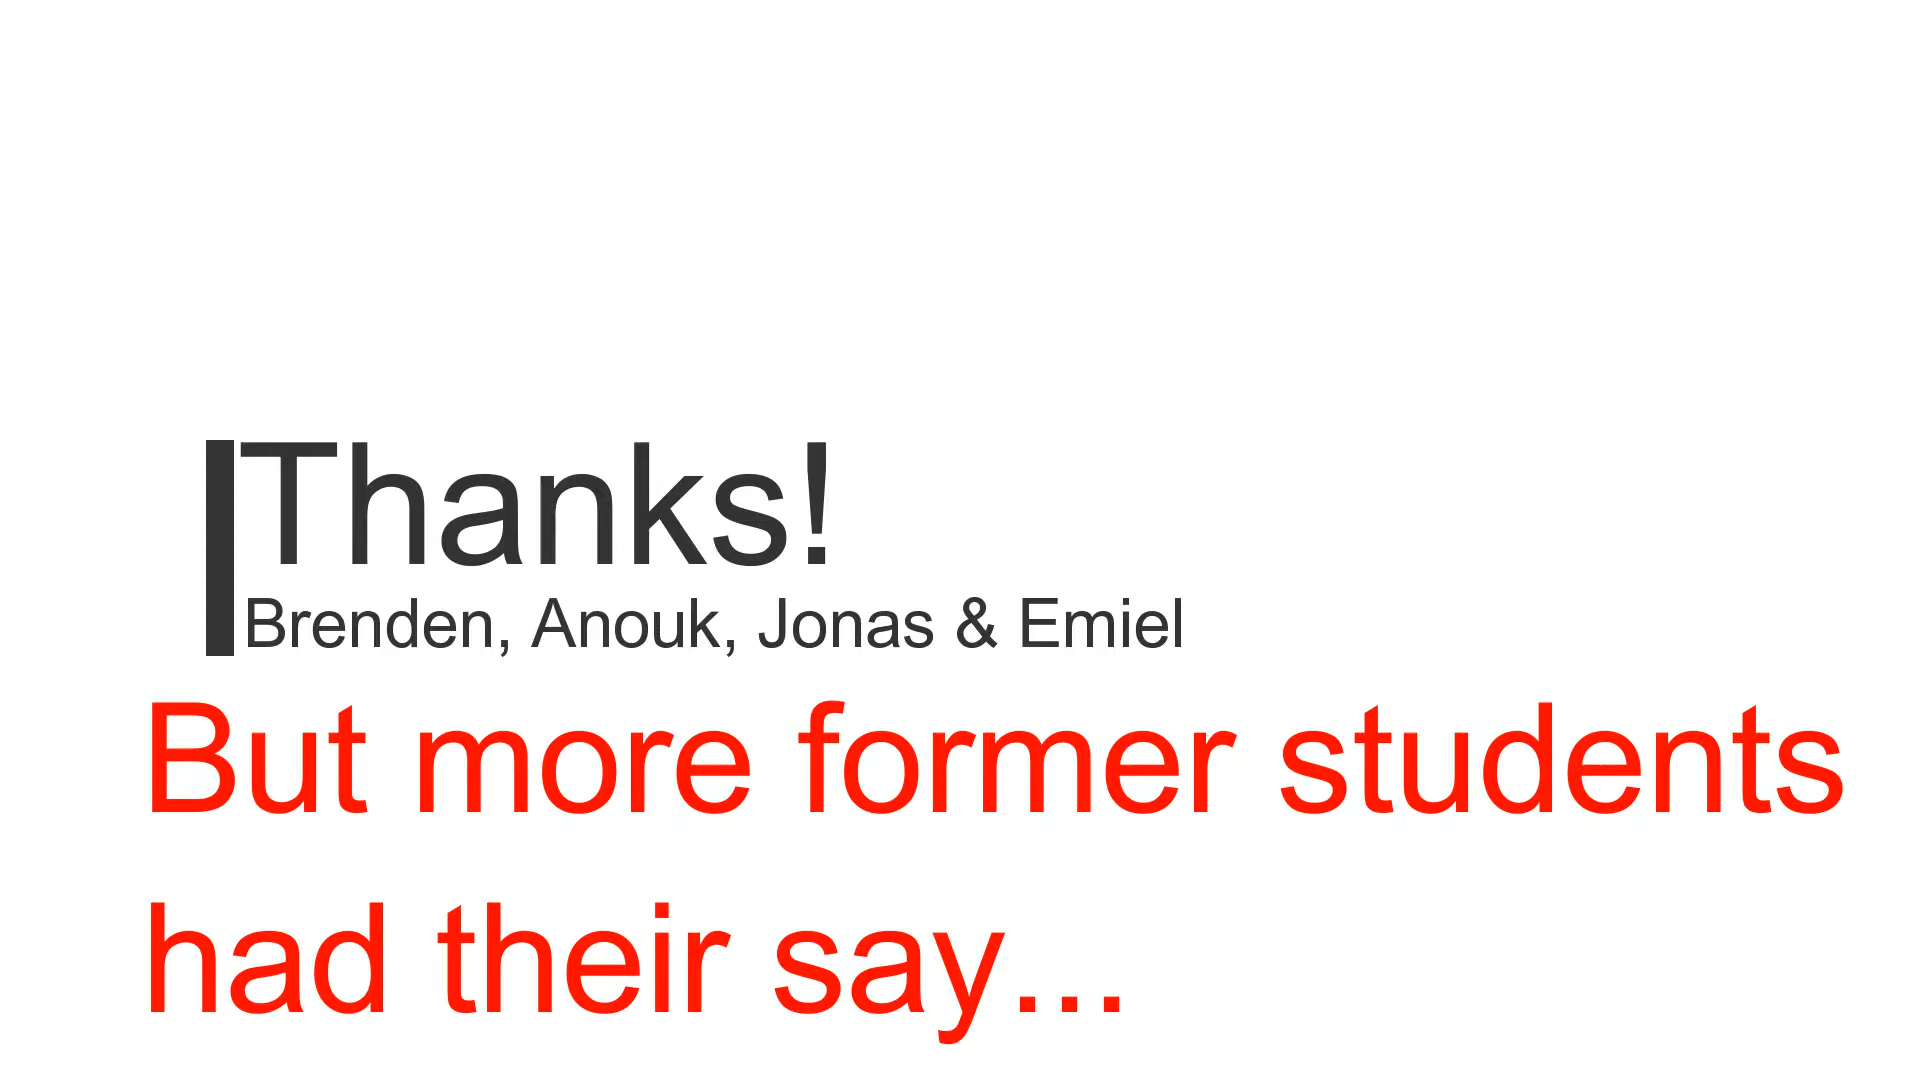 Thanks!
Brenden, Anouk, Jonas & Emiel
But more former students
had their say...